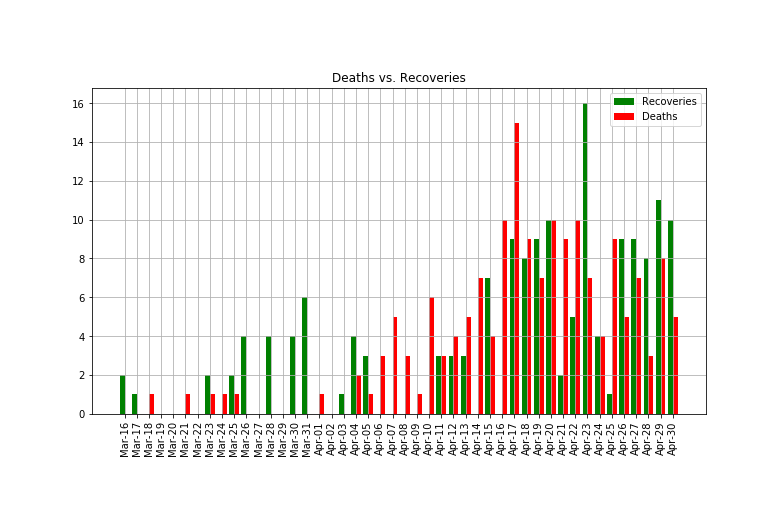 Deaths vs. Recoveries
Recoveries
Deaths
16
14
12
10
8
6
4
2
0
Mar-16
Mar-17
Mar-18
Mar-19
Mar-20
Mar-21
Mar-22
Mar-23
Mar-24
Mar-25
Mar-26
Mar-27
Mar-28
Mar-29
Mar-30
Mar-31
Apr-01
Apr-02
Apr-03
Apr-04
Apr-05
Apr-06
Apr-07
Apr-08
Apr-09
Apr-10
Apr-11
Apr-12
Apr-13
Apr-14
Apr-15
Apr-16
Apr-17
Apr-18
Apr-19
Apr-20
Apr-21
Apr-22
Apr-23
Apr-24
Apr-25
Apr-26
Apr-27
Apr-28
Apr-29
Apr-30